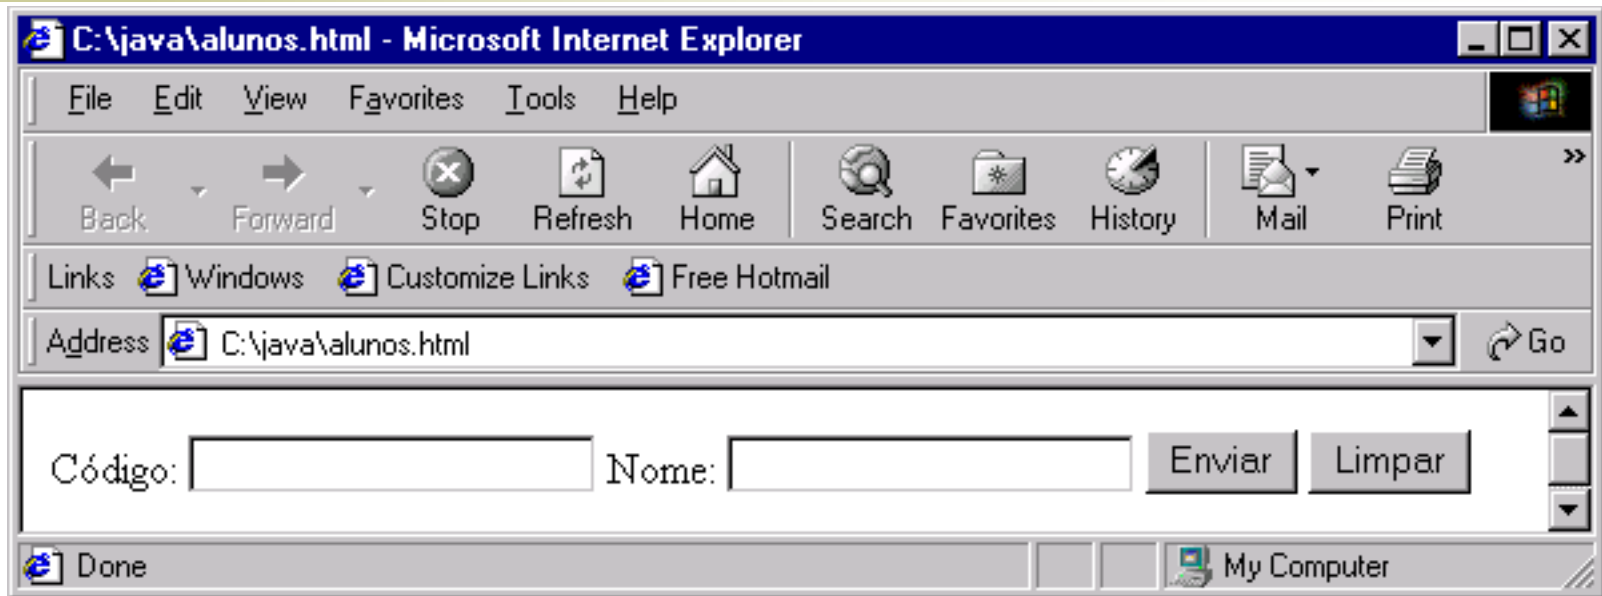 C:\java\alunos.html - Microsoft Internet Explorer
File Edit View Favorites Tools Help
Back Forward Stop Refresh Home Search Favorites History Mail Print »
Links Windows Customize Links Free Hotmail
Address C:\java\alunos.html Go
Código: Nome: Enviar Limpar
Done My Computer